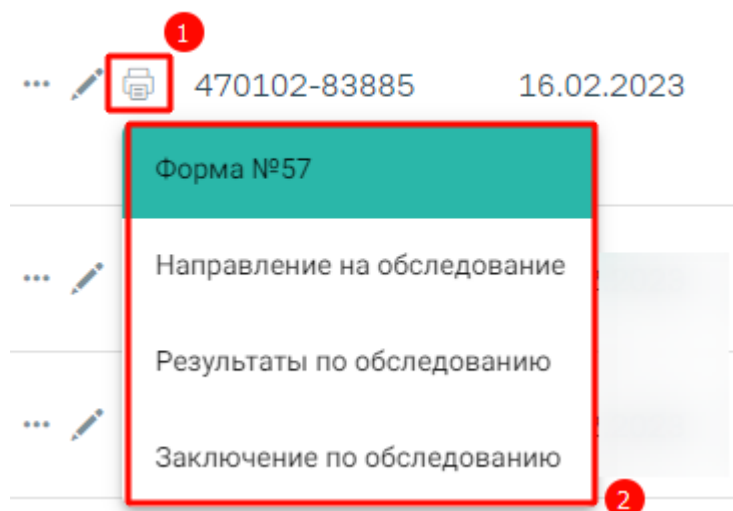 1
470102-83885 16.02.2023
Форма №57
Направление на обследование
Результаты по обследованию
Заключение по обследованию
2